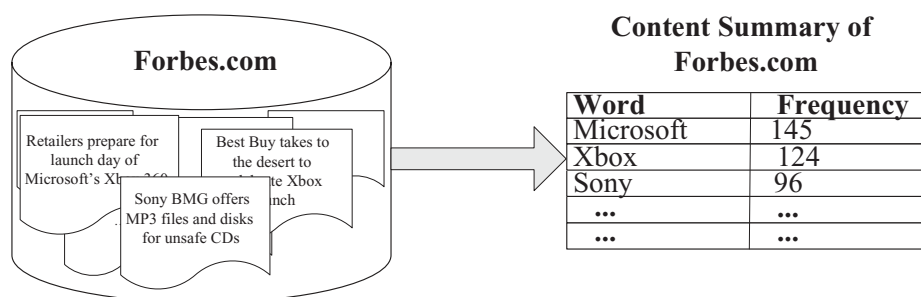 Forbes.com
Retailers prepare for
launch day of
Microsoft's Xbox 360
Best Buy takes to
the desert to
Xbox
Sony BMG offers
MP3 files and disks
for unsafe CDs
Content Summary of
Forbes.com
Word Frequency
Microsoft 145
Xbox 124
Sony 96
... ...
... ...